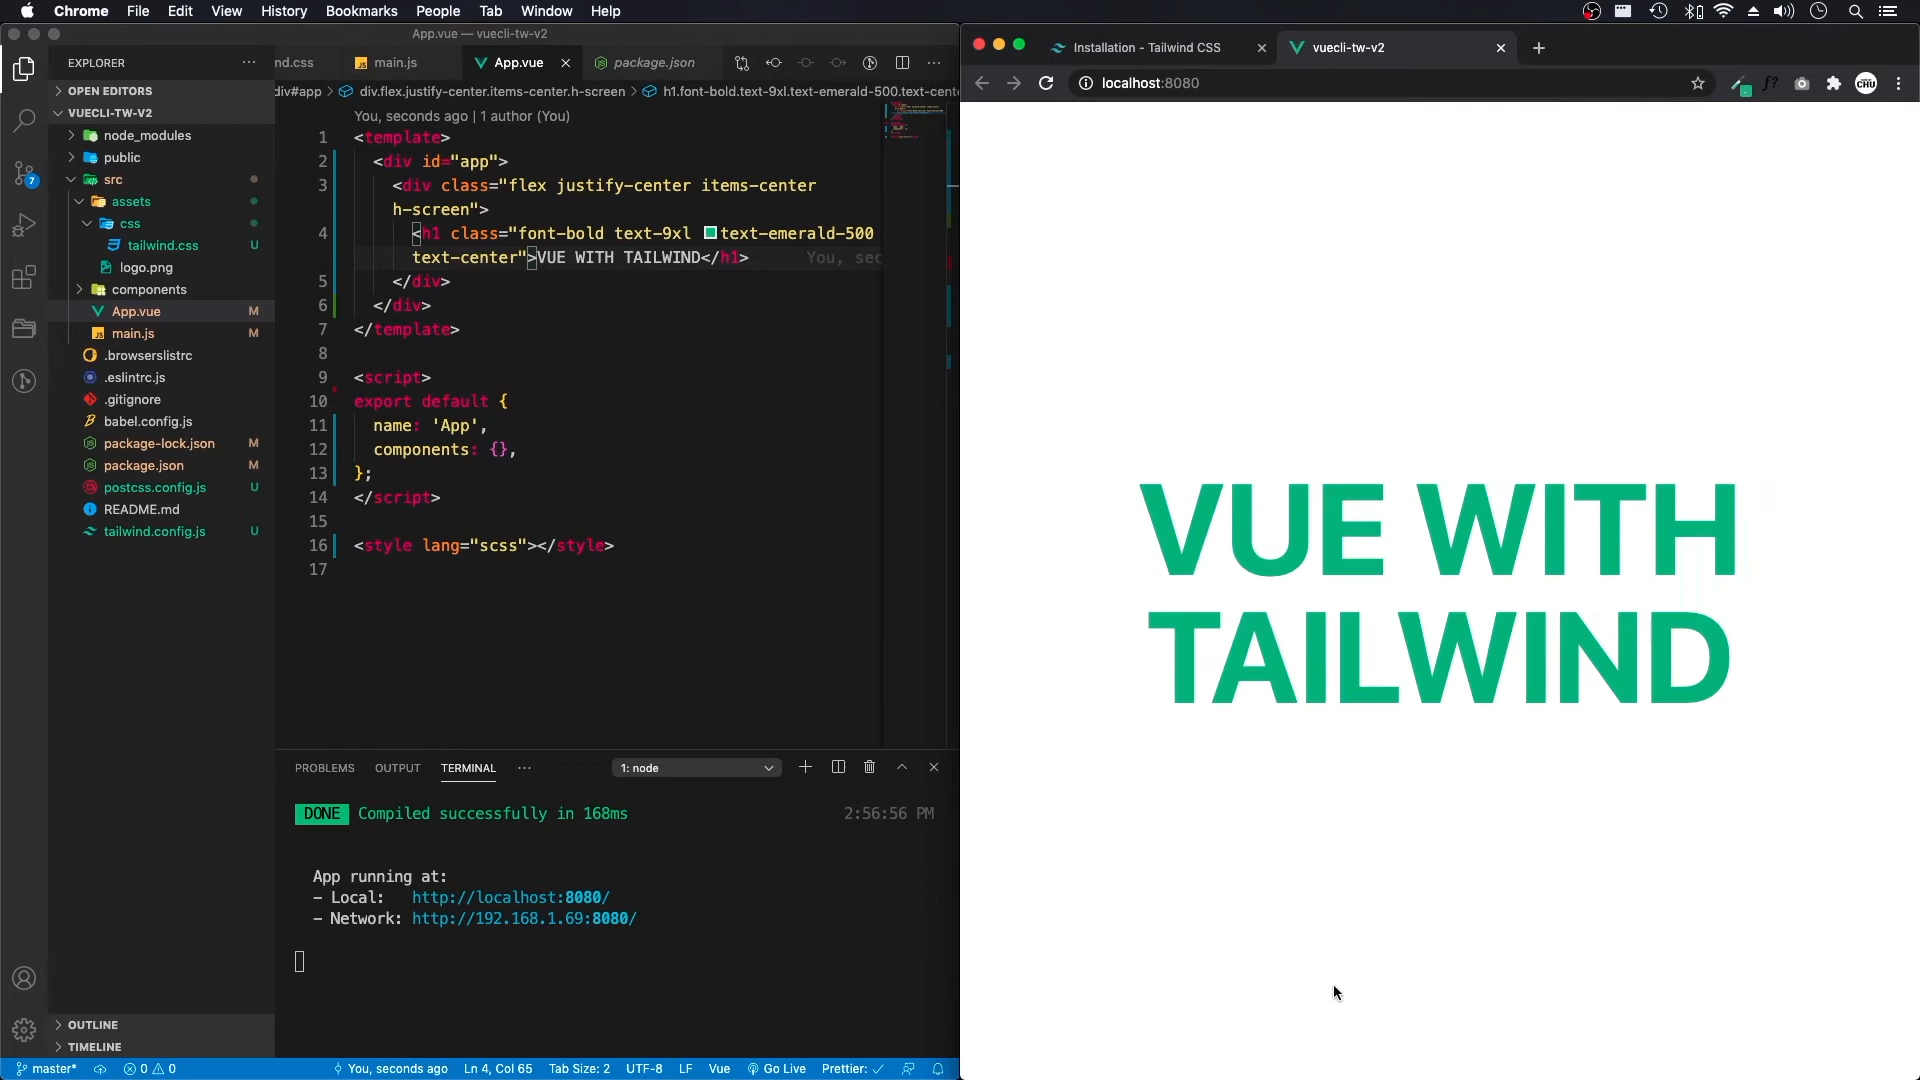 Chrome File Edit View History Bookmarks People Tab Window Help
App.vue — vuecli-tw-v2
EXPLORER
OPEN EDITORS
VUECLI-TW-V2
node_modules
public
src
assets
css
tailwind.css U
logo.png
components
App.vue M
main.js M
.browserslistrc
.eslintrc.js
.gitignore
babel.config.js
package-lock.json M
package.json M
postcss.config.js U
README.md
tailwind.config.js U
OUTLINE
TIMELINE
7
nd.css main.js App.vue package.json
div#app > div.flex.justify-center.items-center.h-screen > h1.font-bold.text-9xl.text-emerald-500.text-cent
You, seconds ago | 1 author (You)
1 <template>
2 <div id="app">
3 <div class="flex justify-center items-center
h-screen">
4 <h1 class="font-bold text-9xl text-emerald-500
text-center">VUE WITH TAILWIND</h1> You, sec
5 </div>
6 </div>
7 </template>
8
9 <script>
10 export default {
11 name: 'App',
12 components: {},
13 };
14 </script>
15
16 <style lang="scss"></style>
17
PROBLEMS OUTPUT TERMINAL 1: node
DONE Compiled successfully in 168ms 2:56:56 PM
App running at:
- Local: http://localhost:8080/
- Network: http://192.168.1.69:8080/
master* 0 0 You, seconds ago Ln 4, Col 65 Tab Size: 2 UTF-8 LF Vue Go Live Prettier: ✓
Installation - Tailwind CSS vuecli-tw-v2
localhost:8080 f? CHU
VUE WITH
TAILWIND